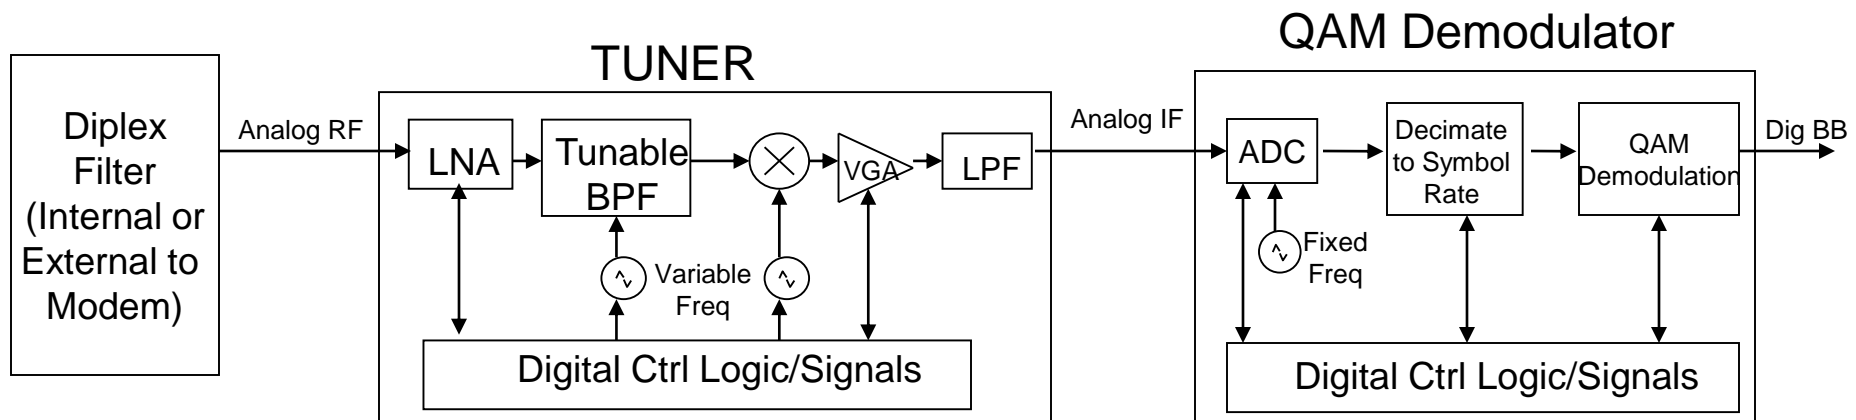 QAM Demodulator
TUNER
Diplex
Filter
(Internal or
External to
Modem)
Analog RF
LNA
Tunable
BPF
VGA
LPF
Variable
Freq
Digital Ctrl Logic/Signals
Analog IF
ADC
Fixed
Freq
Decimate
to Symbol
Rate
QAM
Demodulation
Dig BB
Digital Ctrl Logic/Signals